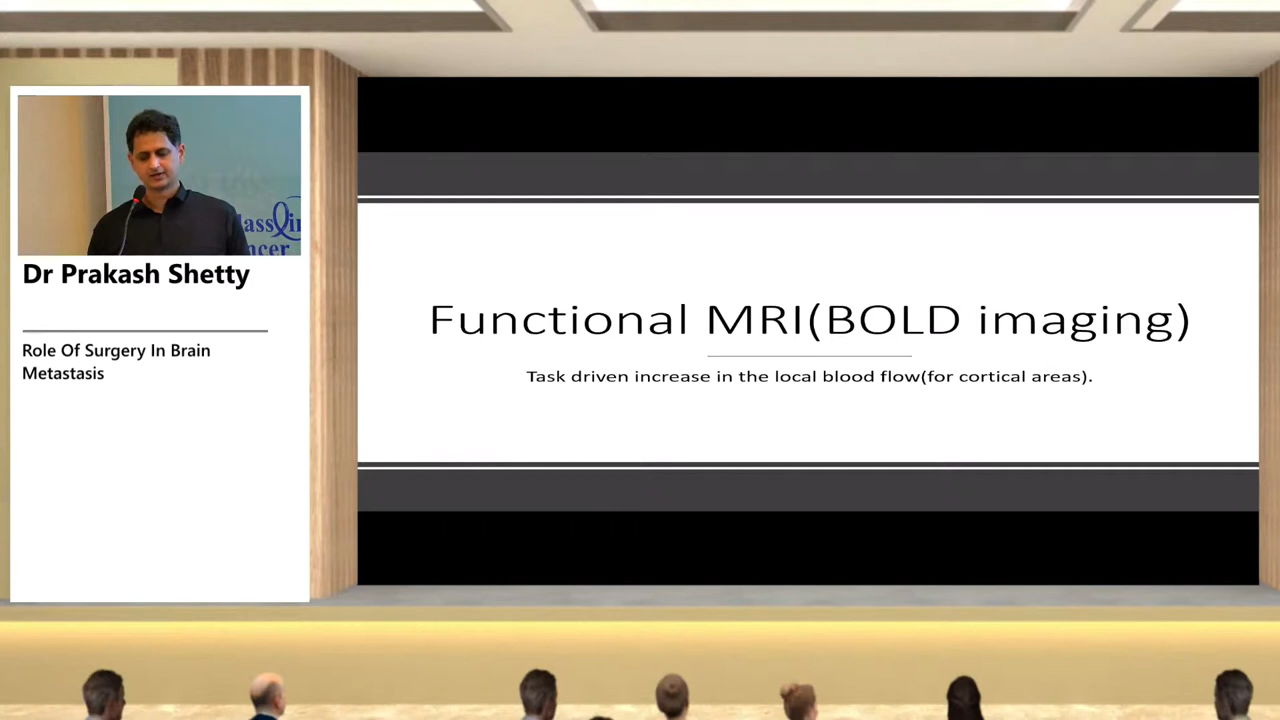 Dr Prakash Shetty
Role Of Surgery In Brain
Metastasis
Functional MRI(BOLD imaging)
Task driven increase in the local blood flow(for cortical areas).